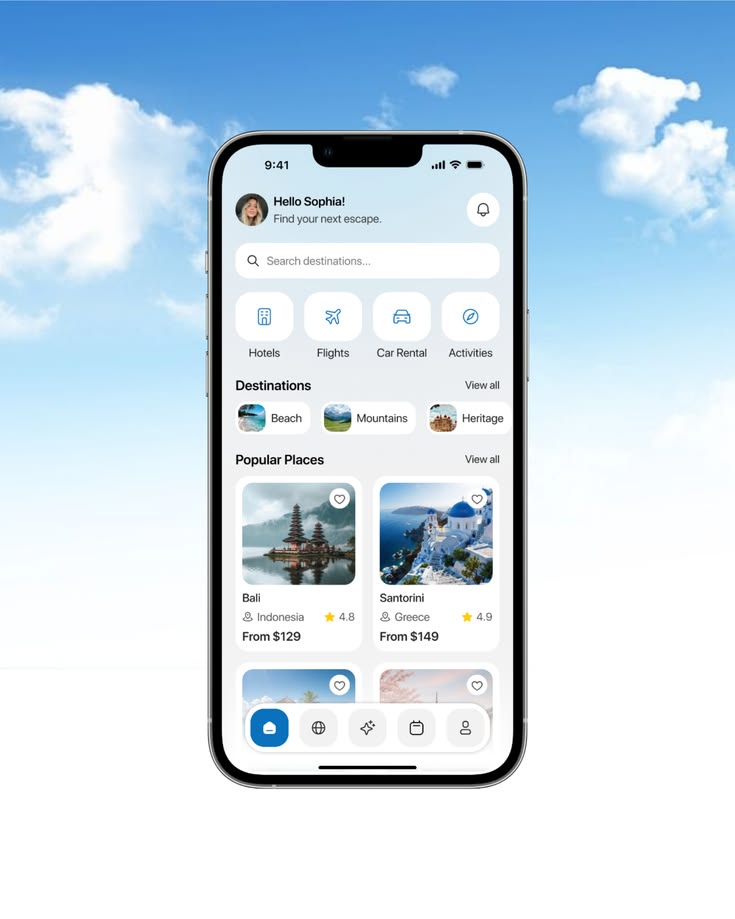 9:41
Hello Sophia!
Find your next escape.
Search destinations...
Hotels Flights Car Rental Activities
Destinations View all
Beach Mountains Heritage
Popular Places View all
Bali Santorini
Indonesia 4.8 Greece 4.9
From $129 From $149